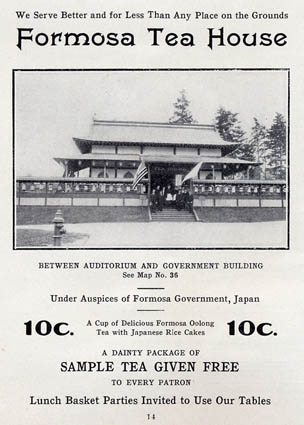 We Serve Better and for Less Than Any Place on the Grounds
Formosa Tea House
BETWEEN AUDITORIUM AND GOVERNMENT BUILDING
See Map No. 36
Under Auspices of Formosa Government, Japan
10c. A Cup of Delicious Formosa Oolong 10c.
Tea with Japanese Rice Cakes
A DAINTY PACKAGE OF
SAMPLE TEA GIVEN FREE
TO EVERY PATRON
Lunch Basket Parties Invited to Use Our Tables
14